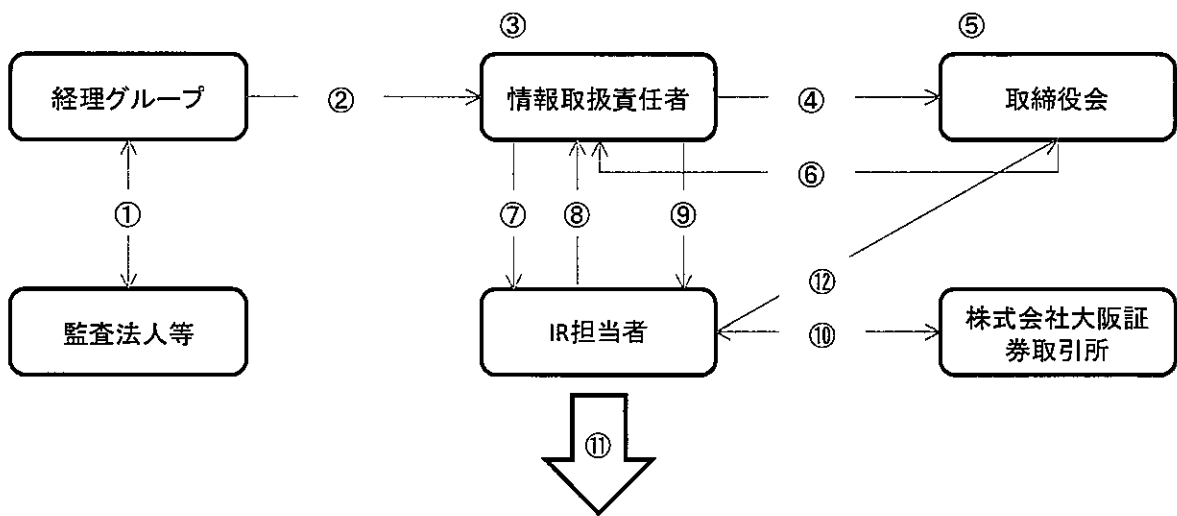 ③
⑤
経理グループ
②
情報取扱責任者
④
取締役会
⑥
①
⑦
⑧
⑨
⑫
監査法人等
IR担当者
⑩
株式会社大阪証
券取引所
⑪